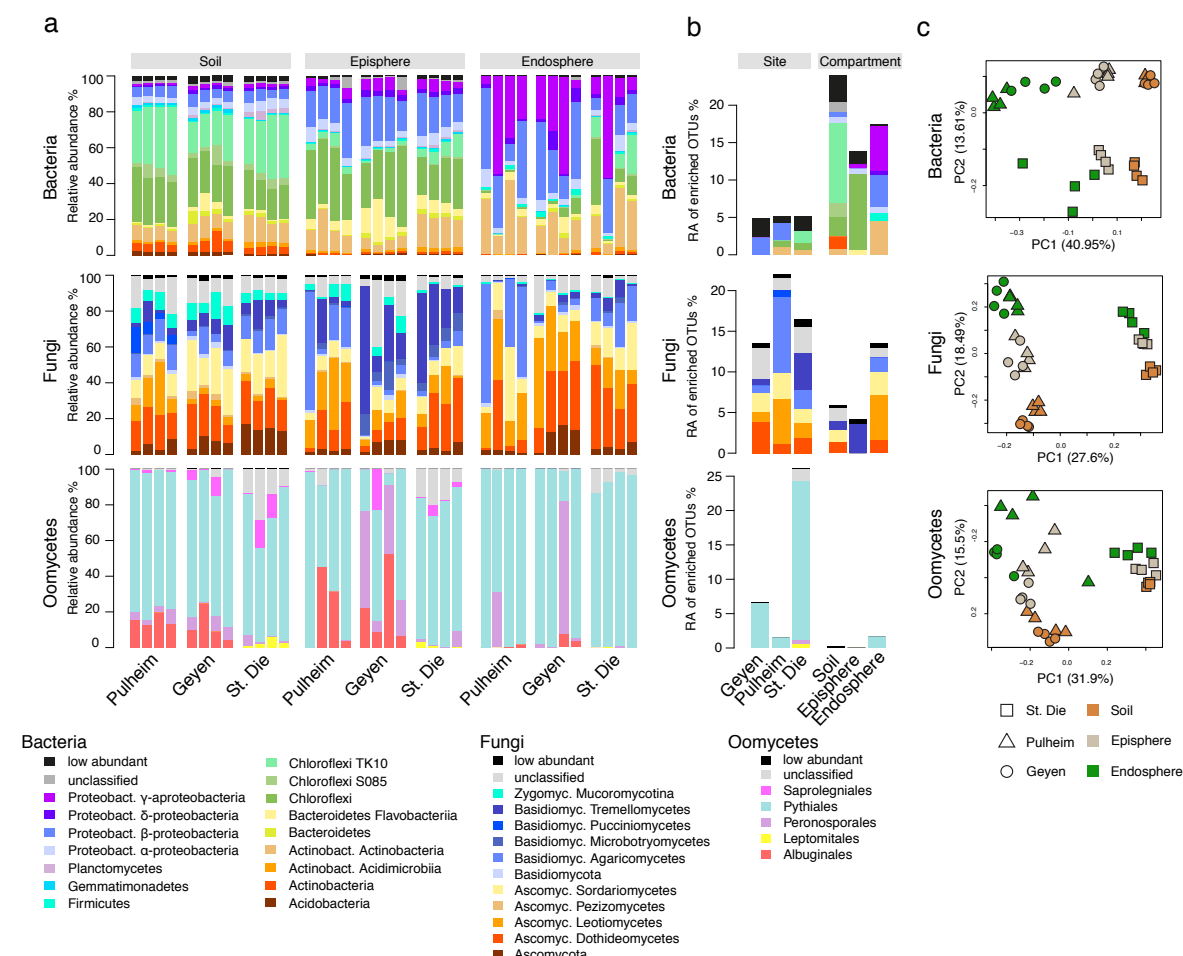 a
b
c
Soil
Episphere
Endosphere
Site
Compartment
Bacteria
Relative abundance %
100
80
60
40
20
0
Bacteria
RA of enriched OTUs %
20
15
10
5
0
Bacteria
PC2 (13.61%)
0.0
-0.2
-0.3
-0.1
0.1
PC1 (40.95%)
Fungi
Relative abundance %
100
80
60
40
20
0
Fungi
RA of enriched OTUs %
20
15
10
5
0
Fungi
PC2 (18.49%)
0.2
0.0
-0.2
-0.2
0.0
0.2
PC1 (27.6%)
Oomycetes
Relative abundance %
100
80
60
40
20
0
Oomycetes
RA of enriched OTUs %
25
20
15
10
5
0
Oomycetes
PC2 (15.5%)
-0.2
0.2
-0.2
0.0
0.2
PC1 (31.9%)
Pulheim
Geyen
St. Die
Pulheim
Geyen
St. Die
Pulheim
Geyen
St. Die
Geyen
Pulheim
St. Die
Soil
Episphere
Endosphere
St. Die
Soil
Pulheim
Episphere
Geyen
Endosphere
Bacteria
low abundant
unclassified
Proteobact. γ-aproteobacteria
Proteobact. δ-proteobacteria
Proteobact. β-proteobacteria
Proteobact. α-proteobacteria
Planctomycetes
Gemmatimonadetes
Firmicutes
Chloroflexi TK10
Chloroflexi S085
Chloroflexi
Bacteroidetes Flavobacteriia
Bacteroidetes
Actinobact. Actinobacteria
Actinobact. Acidimicrobiia
Actinobacteria
Acidobacteria
Fungi
low abundant
unclassified
Zygomyc. Mucoromycotina
Basidiomyc. Tremellomycetes
Basidiomyc. Pucciniomycetes
Basidiomyc. Microbotryomycetes
Basidiomyc. Agaricomycetes
Basidiomycota
Ascomyc. Sordariomycetes
Ascomyc. Pezizomycetes
Ascomyc. Leotiomycetes
Ascomyc. Dothideomycetes
Ascomycota
Oomycetes
low abundant
unclassified
Saprolegniales
Pythiales
Peronosporales
Leptomitales
Albuginales